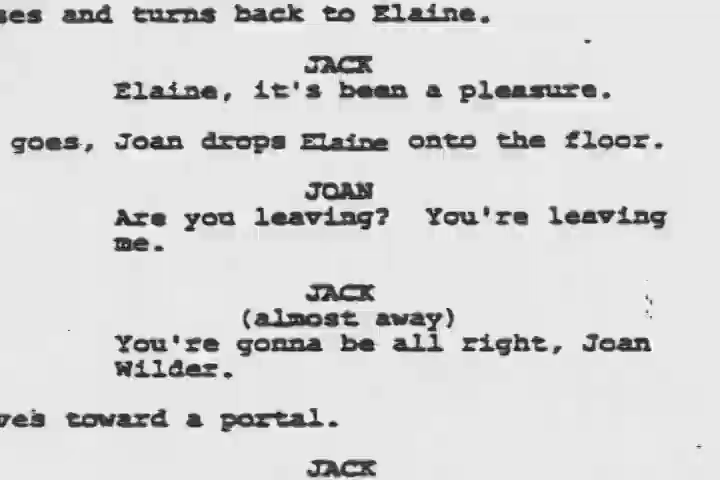 ses and turns back to Elaine.
JACK
Elaine, it's been a pleasure.
goes, Joan drops Elaine onto the floor.
JOAN
Are you leaving?  You're leaving
me.
JACK
(almost away)
You're gonna be all right, Joan
Wilder.
ves toward a portal.
JACK